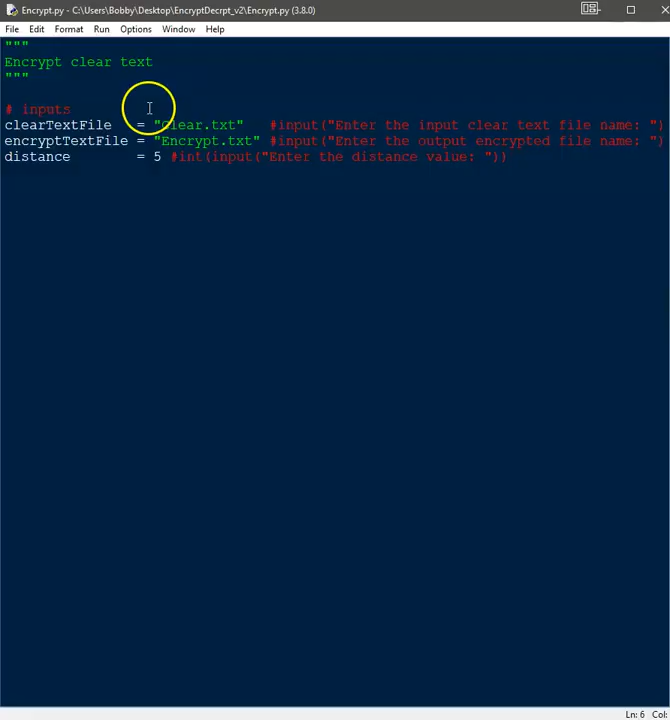 Encrypt.py - C:\Users\Bobby\Desktop\EncryptDecrpt_v2\Encrypt.py (3.8.0)
File Edit Format Run Options Window Help
"""
Encrypt clear text
"""
# inputs
clearTextFile = "Clear.txt" #input("Enter the input clear text file name: ")
encryptTextFile = "Encrypt.txt" #input("Enter the output encrypted file name: ")
distance = 5 #int(input("Enter the distance value: "))
Ln: 6 Col: